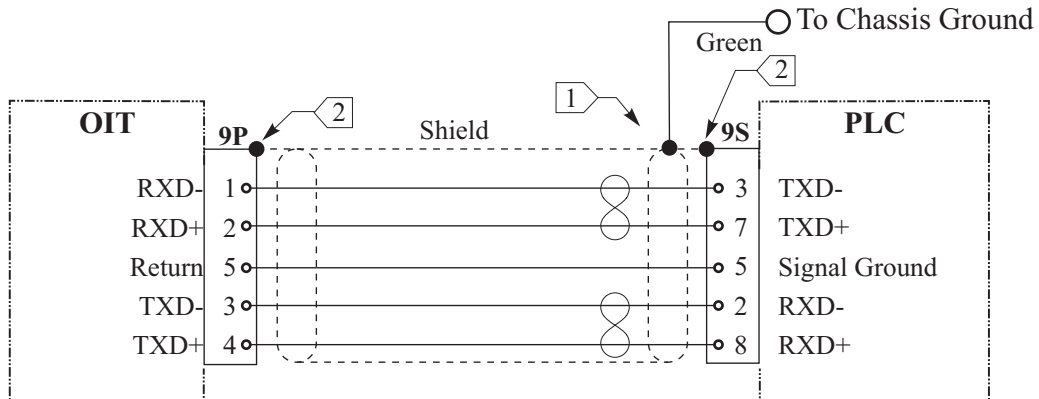 To Chassis Ground
Green
2
1
2
OIT
PLC
9P
Shield
9S
RXD- 1 3 TXD-
RXD+ 2 7 TXD+
Return 5 5 Signal Ground
TXD- 3 2 RXD-
TXD+ 4 8 RXD+